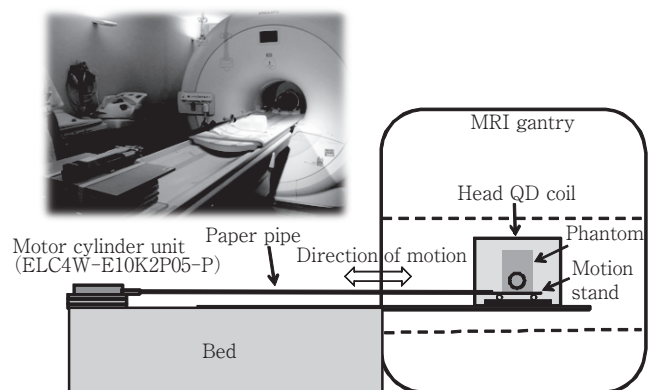 MRI gantry
Head QD coil
Phantom
Motion
stand
Motor cylinder unit
(ELC4W-E10K2P05-P)
Paper pipe
Direction of motion
Bed